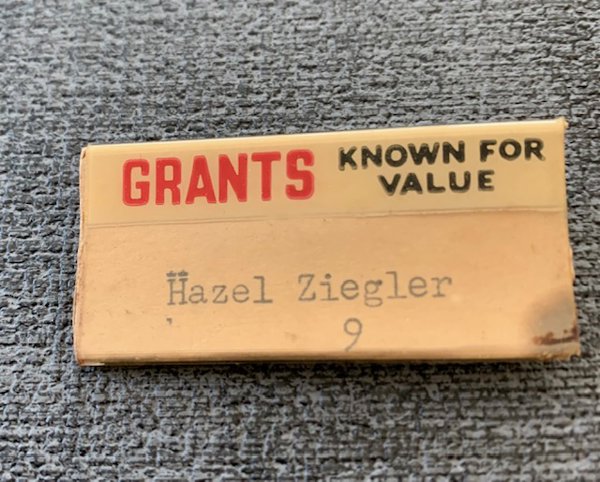 GRANTS KNOWN FOR
VALUE
Hazel Ziegler
9